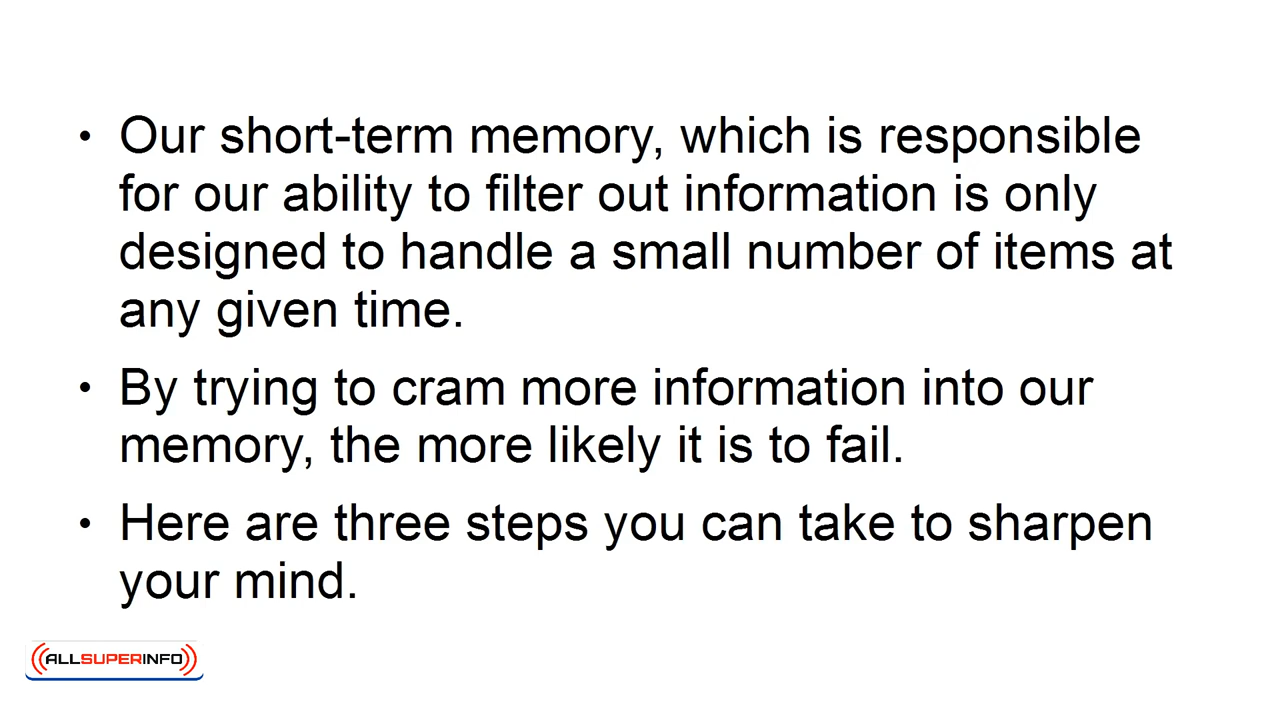 • Our short-term memory, which is responsible
for our ability to filter out information is only
designed to handle a small number of items at
any given time.
• By trying to cram more information into our
memory, the more likely it is to fail.
• Here are three steps you can take to sharpen
your mind.
ALLSUPERINFO